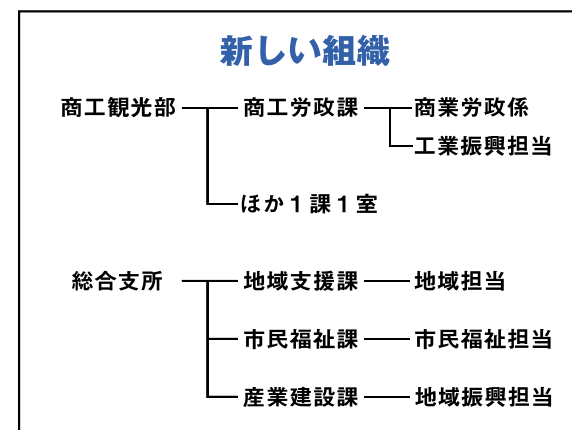 新しい組織
商工観光部 商工労政課 商業労政係
工業振興担当
ほか１課１室
総合支所 地域支援課 地域担当
市民福祉課 市民福祉担当
産業建設課 地域振興担当